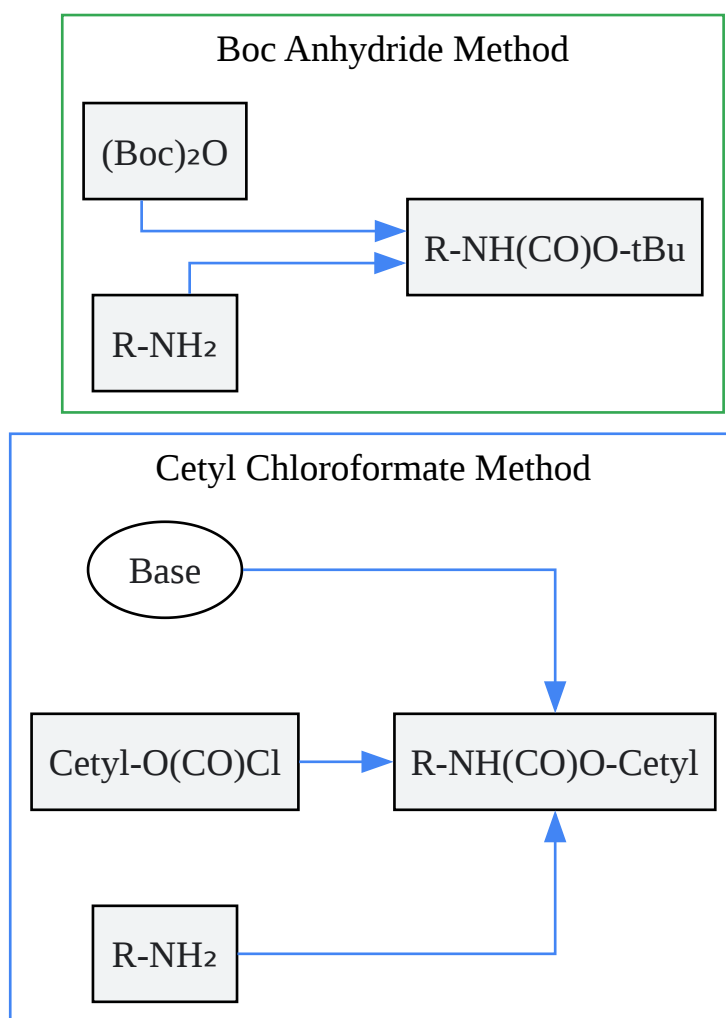 Boc Anhydride Method
(Boc)₂O
R-NH(CO)O-tBu
R-NH₂
Cetyl Chloroformate Method
Base
Cetyl-O(CO)Cl
R-NH(CO)O-Cetyl
R-NH₂